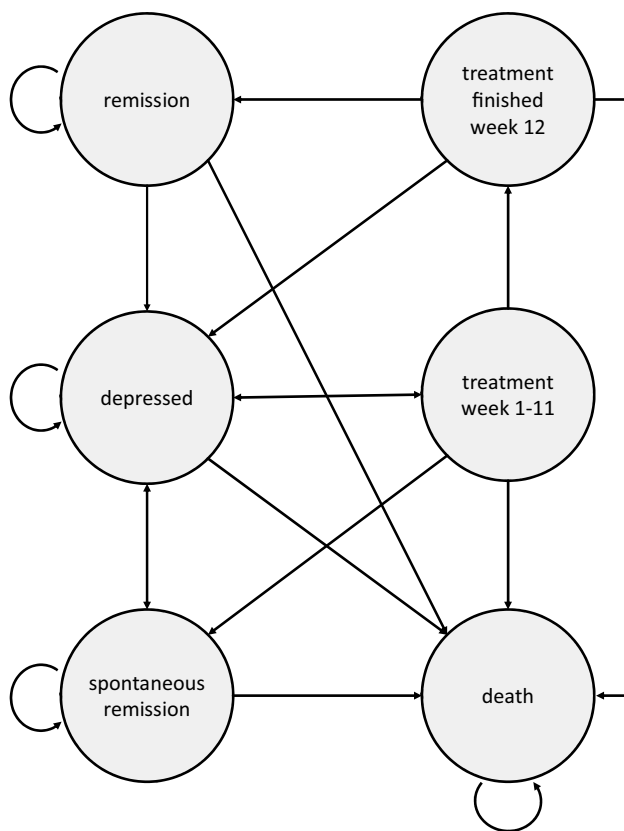 remission
treatment
finished
week 12
depressed
treatment
week 1-11
spontaneous
remission
death